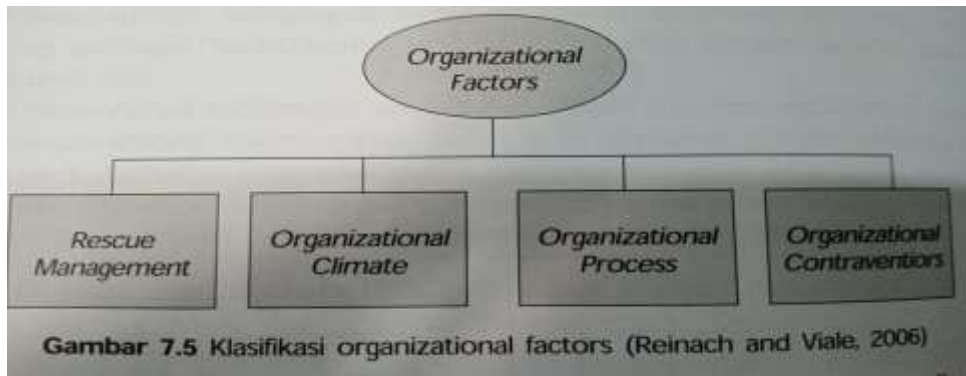 Organizational
Factors
Rescue
Management
Organizational
Climate
Organizational
Process
Organizational
Contraventiors
Gambar 7.5 Klasifikasi organizational factors (Reinach and Viale, 2006)